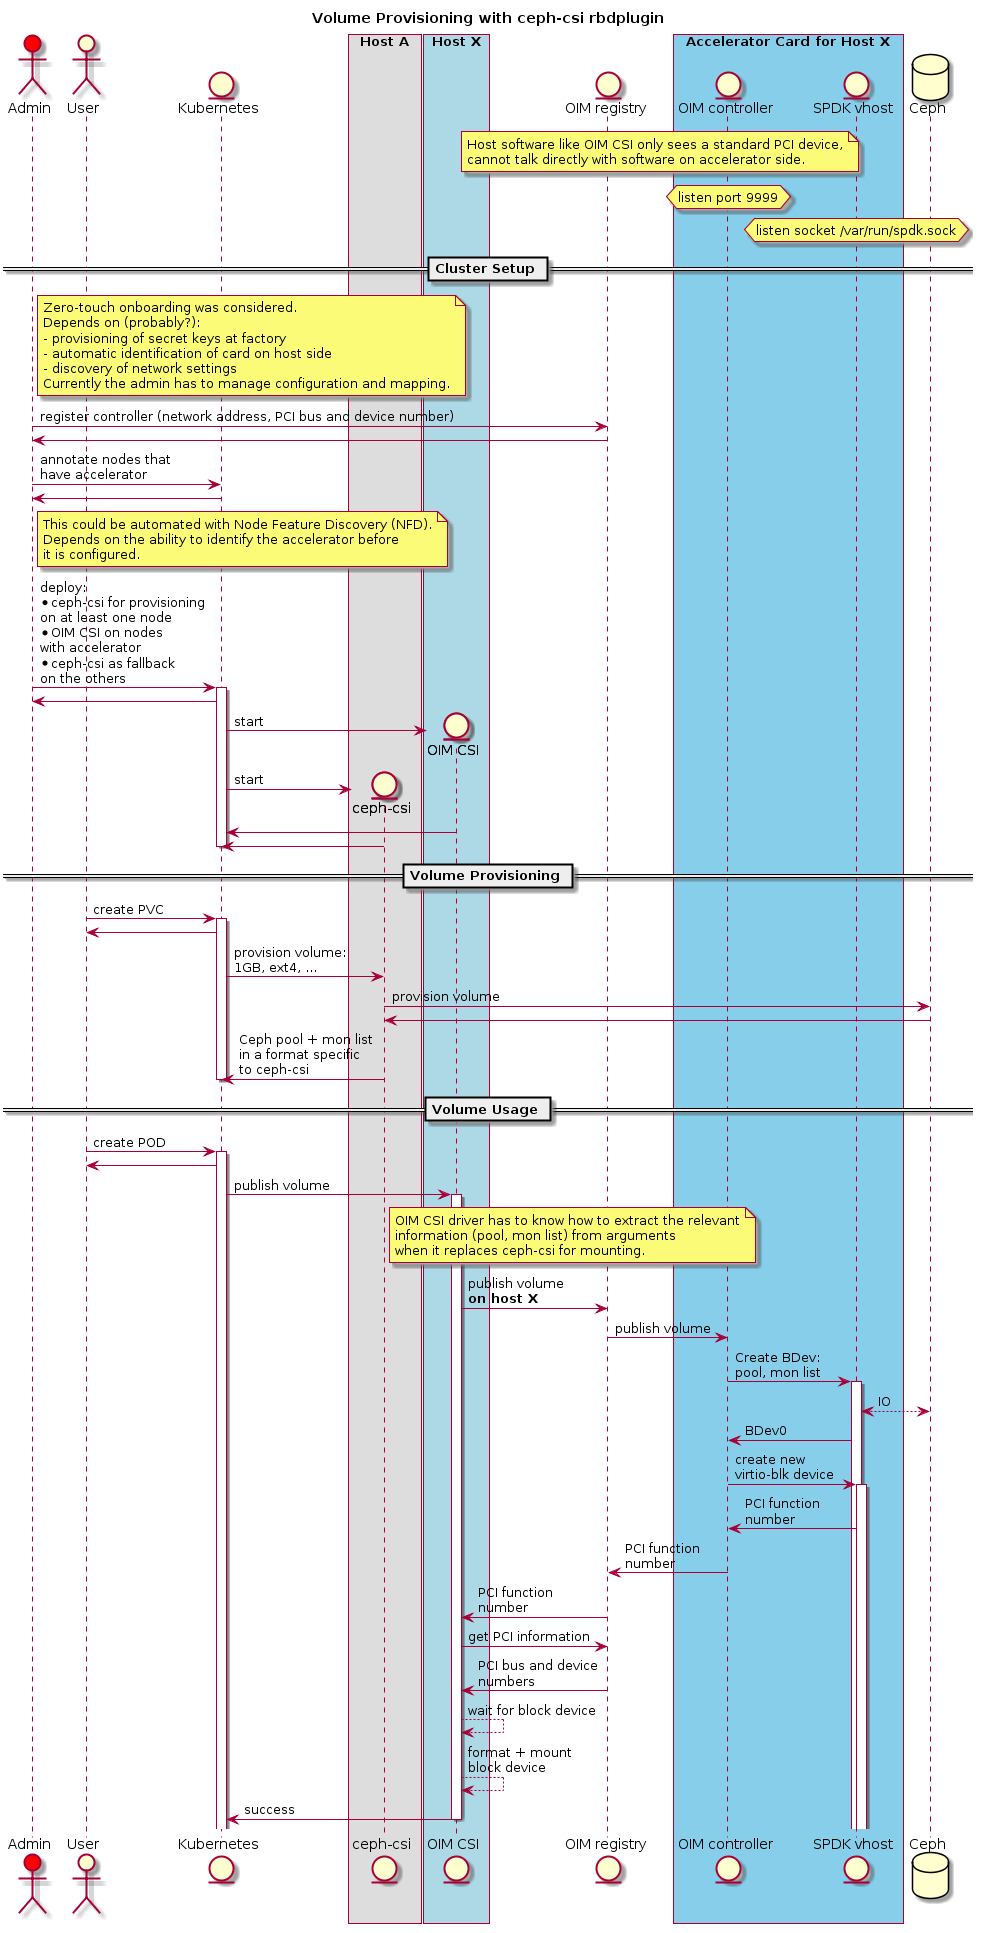 Volume Provisioning with ceph-csi rbdplugin
Host A
Host X
Accelerator Card for Host X
Admin
User
Kubernetes
OIM registry
OIM controller
SPDK vhost
Ceph
Host software like OIM CSI only sees a standard PCI device,
cannot talk directly with software on accelerator side.
listen port 9999
listen socket /var/run/spdk.sock
Cluster Setup
Zero-touch onboarding was considered.
Depends on (probably?):
- provisioning of secret keys at factory
- automatic identification of card on host side
- discovery of network settings
Currently the admin has to manage configuration and mapping.
register controller (network address, PCI bus and device number)
annotate nodes that
have accelerator
This could be automated with Node Feature Discovery (NFD).
Depends on the ability to identify the accelerator before
it is configured.
deploy:
• ceph-csi for provisioning
on at least one node
• OIM CSI on nodes
with accelerator
• ceph-csi as fallback
on the others
start
OIM CSI
start
ceph-csi
Volume Provisioning
create PVC
provision volume:
1GB, ext4, ...
provision volume
Ceph pool + mon list
in a format specific
to ceph-csi
Volume Usage
create POD
publish volume
OIM CSI driver has to know how to extract the relevant
information (pool, mon list) from arguments
when it replaces ceph-csi for mounting.
publish volume
on host X
publish volume
Create BDev:
pool, mon list
IO
BDev0
create new
virtio-blk device
PCI function
number
PCI function
number
PCI function
number
get PCI information
PCI bus and device
numbers
wait for block device
format + mount
block device
success
Admin
User
Kubernetes
ceph-csi
OIM CSI
OIM registry
OIM controller
SPDK vhost
Ceph